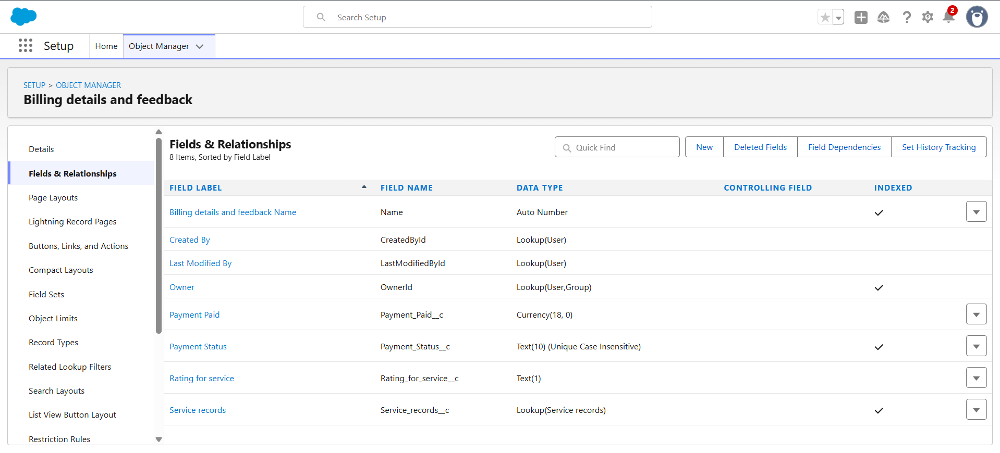 Search Setup
2
Setup
Home
Object Manager
SETUP > OBJECT MANAGER
Billing details and feedback
Details
Fields & Relationships
Page Layouts
Lightning Record Pages
Buttons, Links, and Actions
Compact Layouts
Field Sets
Object Limits
Record Types
Related Lookup Filters
Search Layouts
List View Button Layout
Restriction Rules
Fields & Relationships
8 Items, Sorted by Field Label
Quick Find
New
Deleted Fields
Field Dependencies
Set History Tracking
FIELD LABEL FIELD NAME DATA TYPE CONTROLLING FIELD INDEXED
Billing details and feedback Name Name Auto Number
Created By CreatedById Lookup(User)
Last Modified By LastModifiedById Lookup(User)
Owner OwnerId Lookup(User,Group)
Payment Paid Payment_Paid__c Currency(18, 0)
Payment Status Payment_Status__c Text(10) (Unique Case Insensitive)
Rating for service Rating_for_service__c Text(1)
Service records Service_records__c Lookup(Service records)